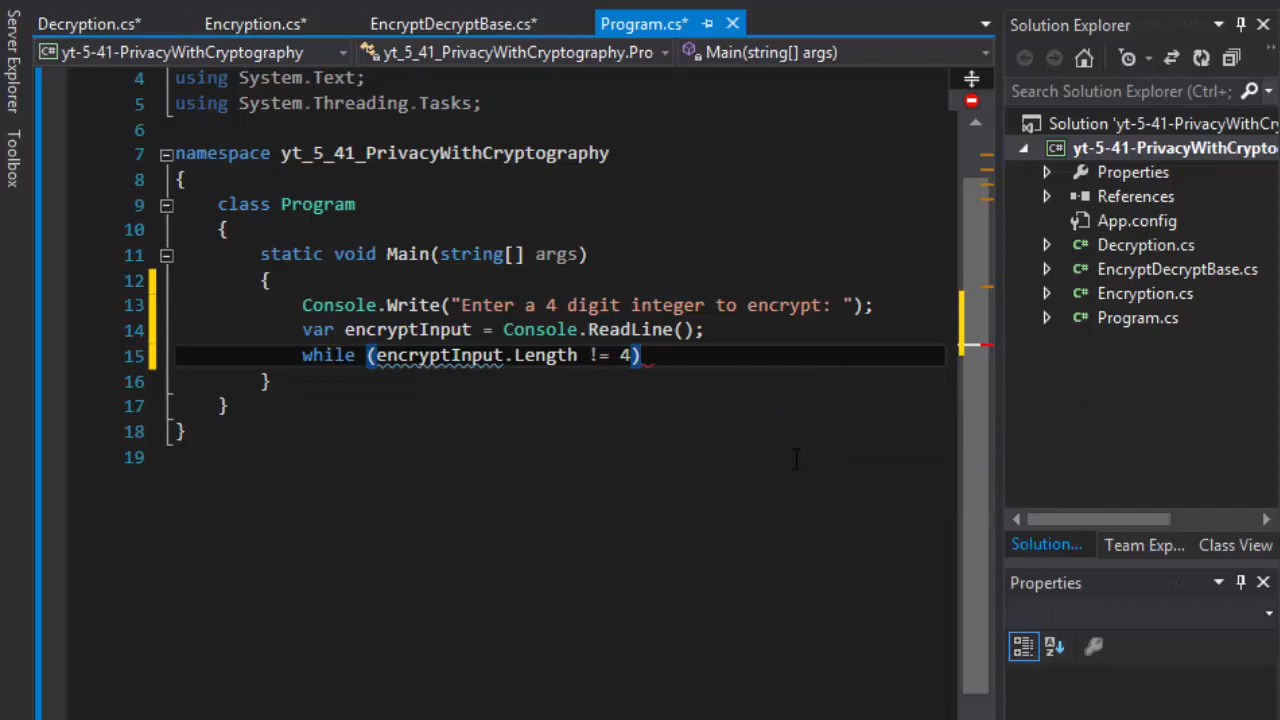 Decryption.cs*
Encryption.cs*
EncryptDecryptBase.cs*
Program.cs*
yt-5-41-PrivacyWithCryptography
yt_5_41_PrivacyWithCryptography.Pro
Main(string[] args)
Server Explorer
Toolbox
4 using System.Text;
5 using System.Threading.Tasks;
6
7 namespace yt_5_41_PrivacyWithCryptography
8 {
9 class Program
10 {
11 static void Main(string[] args)
12 {
13 Console.Write("Enter a 4 digit integer to encrypt: ");
14 var encryptInput = Console.ReadLine();
15 while (encryptInput.Length != 4)
16 }
17 }
18 }
19
Solution Explorer
Search Solution Explorer (Ctrl+;
Solution 'yt-5-41-PrivacyWithCr
yt-5-41-PrivacyWithCrypto
Properties
References
App.config
Decryption.cs
EncryptDecryptBase.cs
Encryption.cs
Program.cs
Solution...
Team Exp...
Class View
Properties